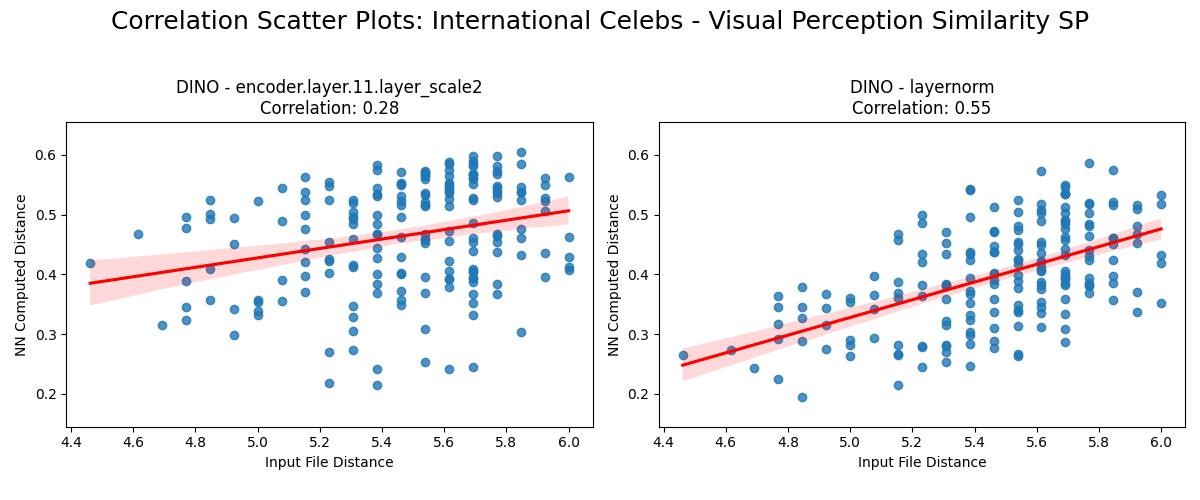 Correlation Scatter Plots: International Celebs - Visual Perception Similarity SP
DINO - encoder.layer.11.layer_scale2
Correlation: 0.28
NN Computed Distance
0.6
0.5
0.4
0.3
0.2
4.4 4.6 4.8 5.0 5.2 5.4 5.6 5.8 6.0
Input File Distance
DINO - layernorm
Correlation: 0.55
NN Computed Distance
0.6
0.5
0.4
0.3
0.2
4.4 4.6 4.8 5.0 5.2 5.4 5.6 5.8 6.0
Input File Distance